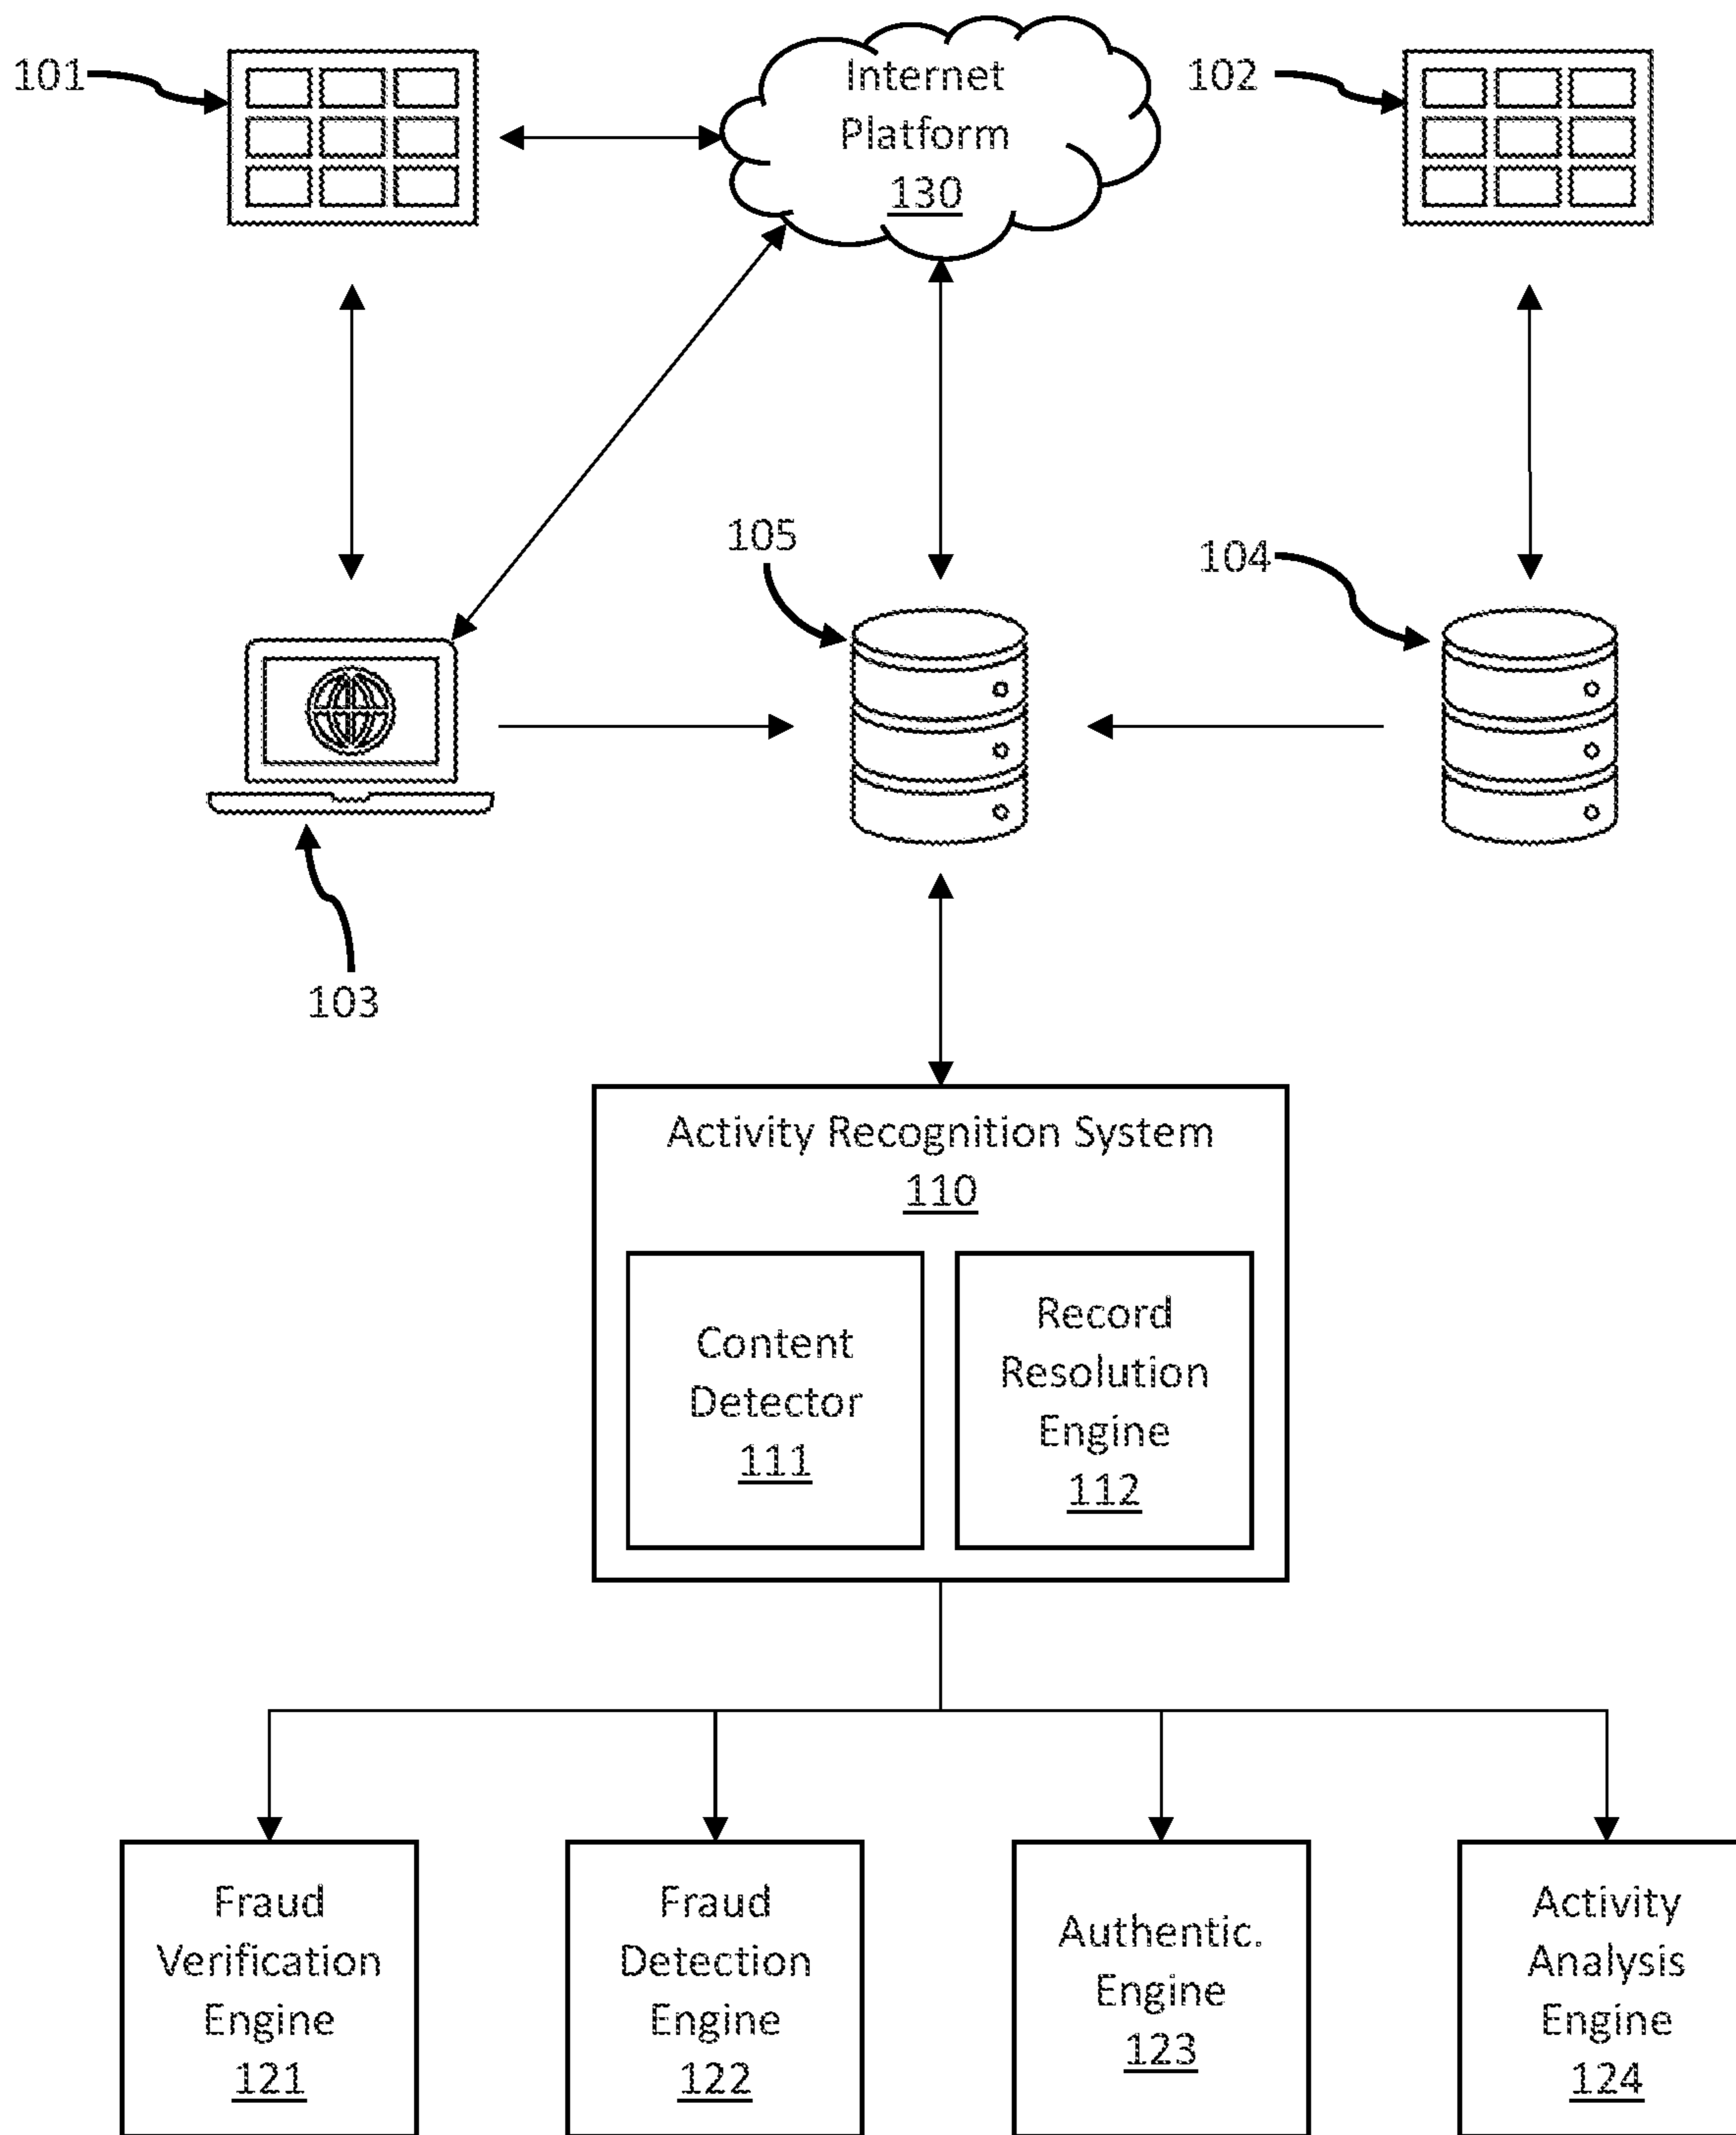 101
Internet
Platform
130
102
105
104
103
Activity Recognition System
110
Content
Detector
111
Record
Resolution
Engine
112
Fraud
Verification
Engine
121
Fraud
Detection
Engine
122
Authentic.
Engine
123
Activity
Analysis
Engine
124